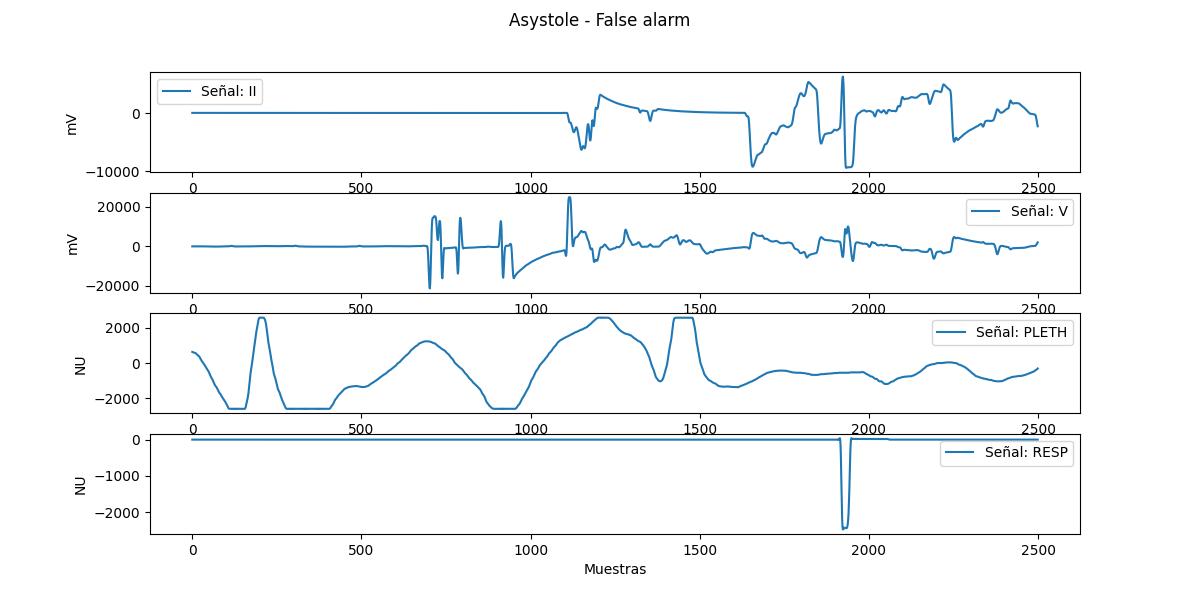 Asystole - False alarm
Señal: II
mV
0
−10000
0 500 1000 1500 2000 2500
Señal: V
mV
20000
0
−20000
0 500 1000 1500 2000 2500
Señal: PLETH
NU
2000
0
−2000
0 500 1000 1500 2000 2500
Señal: RESP
NU
0
−1000
−2000
0 500 1000 1500 2000 2500
Muestras